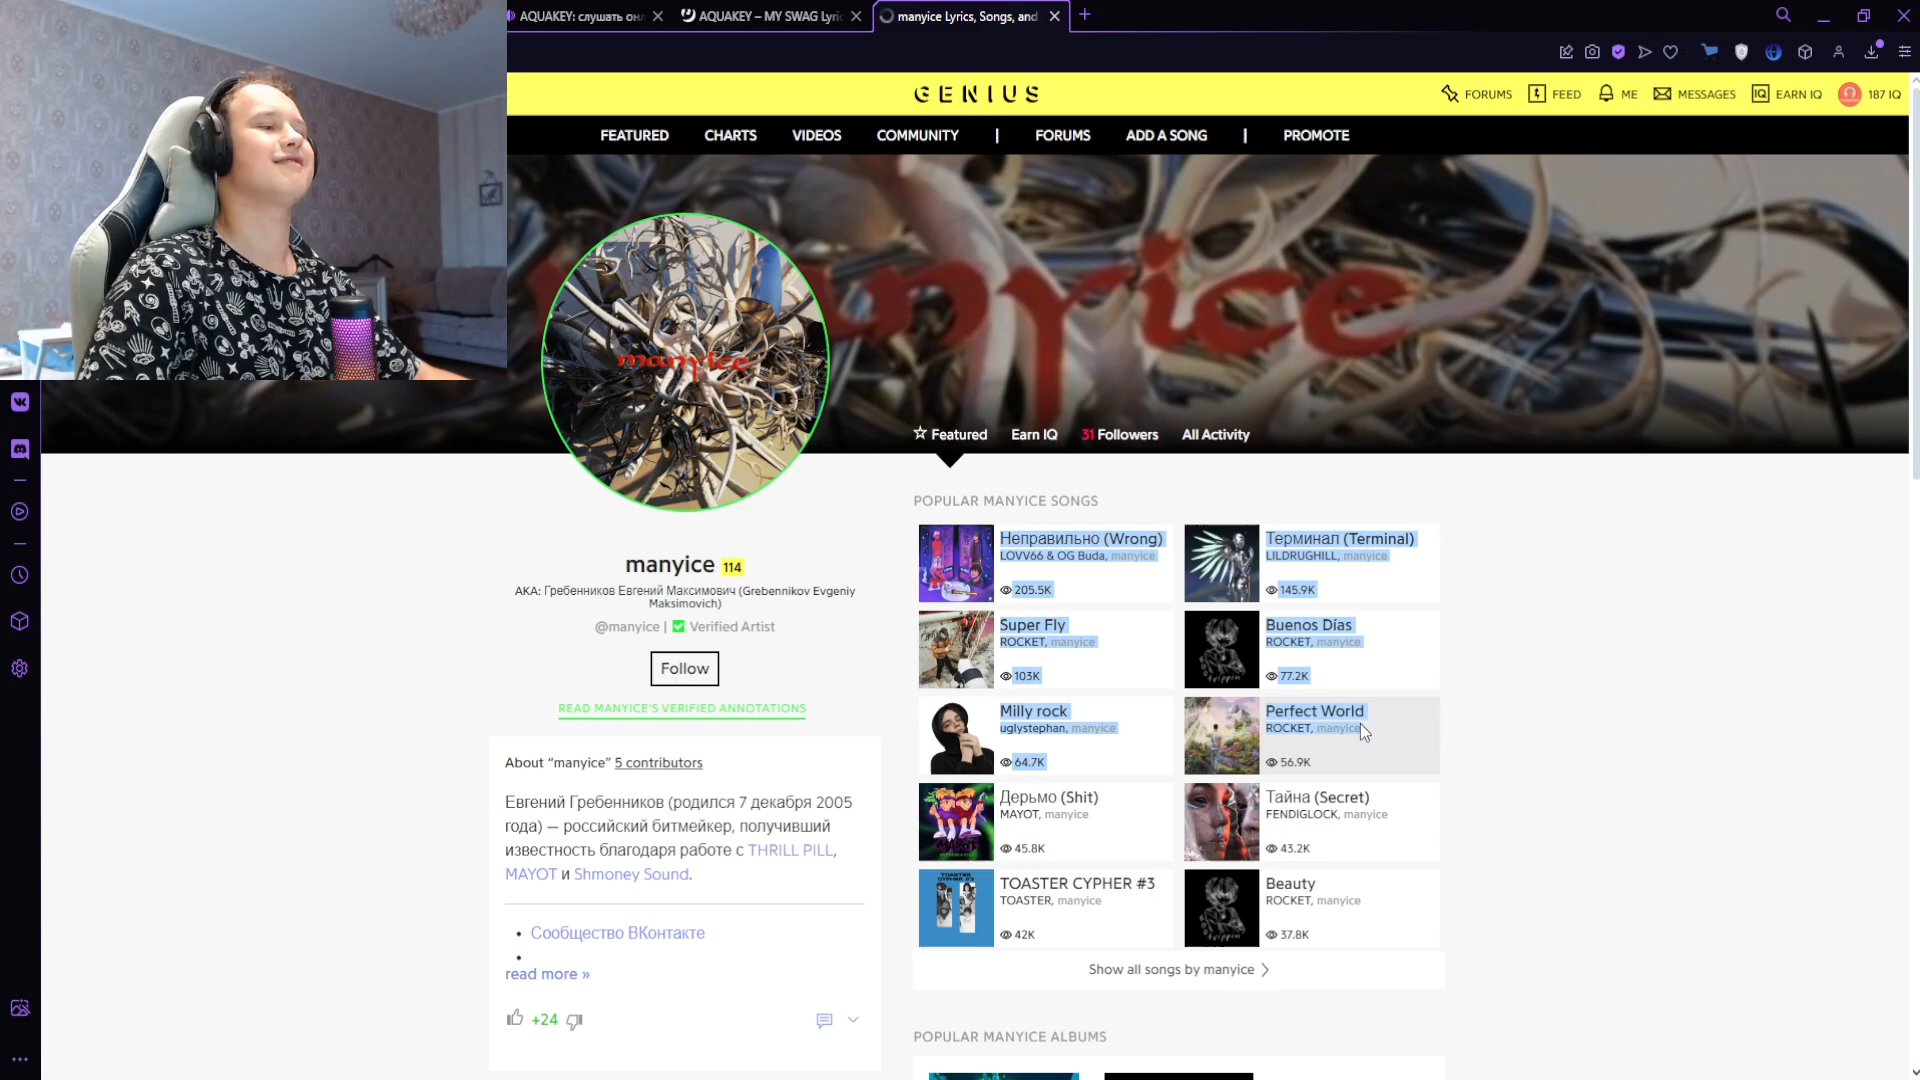 AQUAKEY: слушать онл
AQUAKEY – MY SWAG Lyri
manyice Lyrics, Songs, and
GENIUS
FORUMS
FEED
ME
MESSAGES
IQ EARN IQ
187 IQ
FEATURED
CHARTS
VIDEOS
COMMUNITY
|
FORUMS
ADD A SONG
|
PROMOTE
manyice
manyice
Featured
Earn IQ
31 Followers
All Activity
POPULAR MANYICE SONGS
Неправильно (Wrong)
LOVV66 & OG Buda, manyice
205.5K
Терминал (Terminal)
LILDRUGHILL, manyice
145.9K
Super Fly
ROCKET, manyice
103K
Buenos Días
ROCKET, manyice
77.2K
Milly rock
uglystephan, manyice
64.7K
Perfect World
ROCKET, manyice
56.9K
Дерьмо (Shit)
MAYOT, manyice
45.8K
Тайна (Secret)
FENDIGLOCK, manyice
43.2K
TOASTER CYPHER #3
TOASTER, manyice
42K
Beauty
ROCKET, manyice
37.8K
Show all songs by manyice
POPULAR MANYICE ALBUMS
manyice 114
AKA: Гребенников Евгений Максимович (Grebennikov Evgeniy
Maksimovich)
@manyice | Verified Artist
Follow
READ MANYICE'S VERIFIED ANNOTATIONS
About “manyice” 5 contributors
Евгений Гребенников (родился 7 декабря 2005
года) — российский битмейкер, получивший
известность благодаря работе с THRILL PILL,
MAYOT и Shmoney Sound.
Сообщество ВКонтакте
read more »
+24